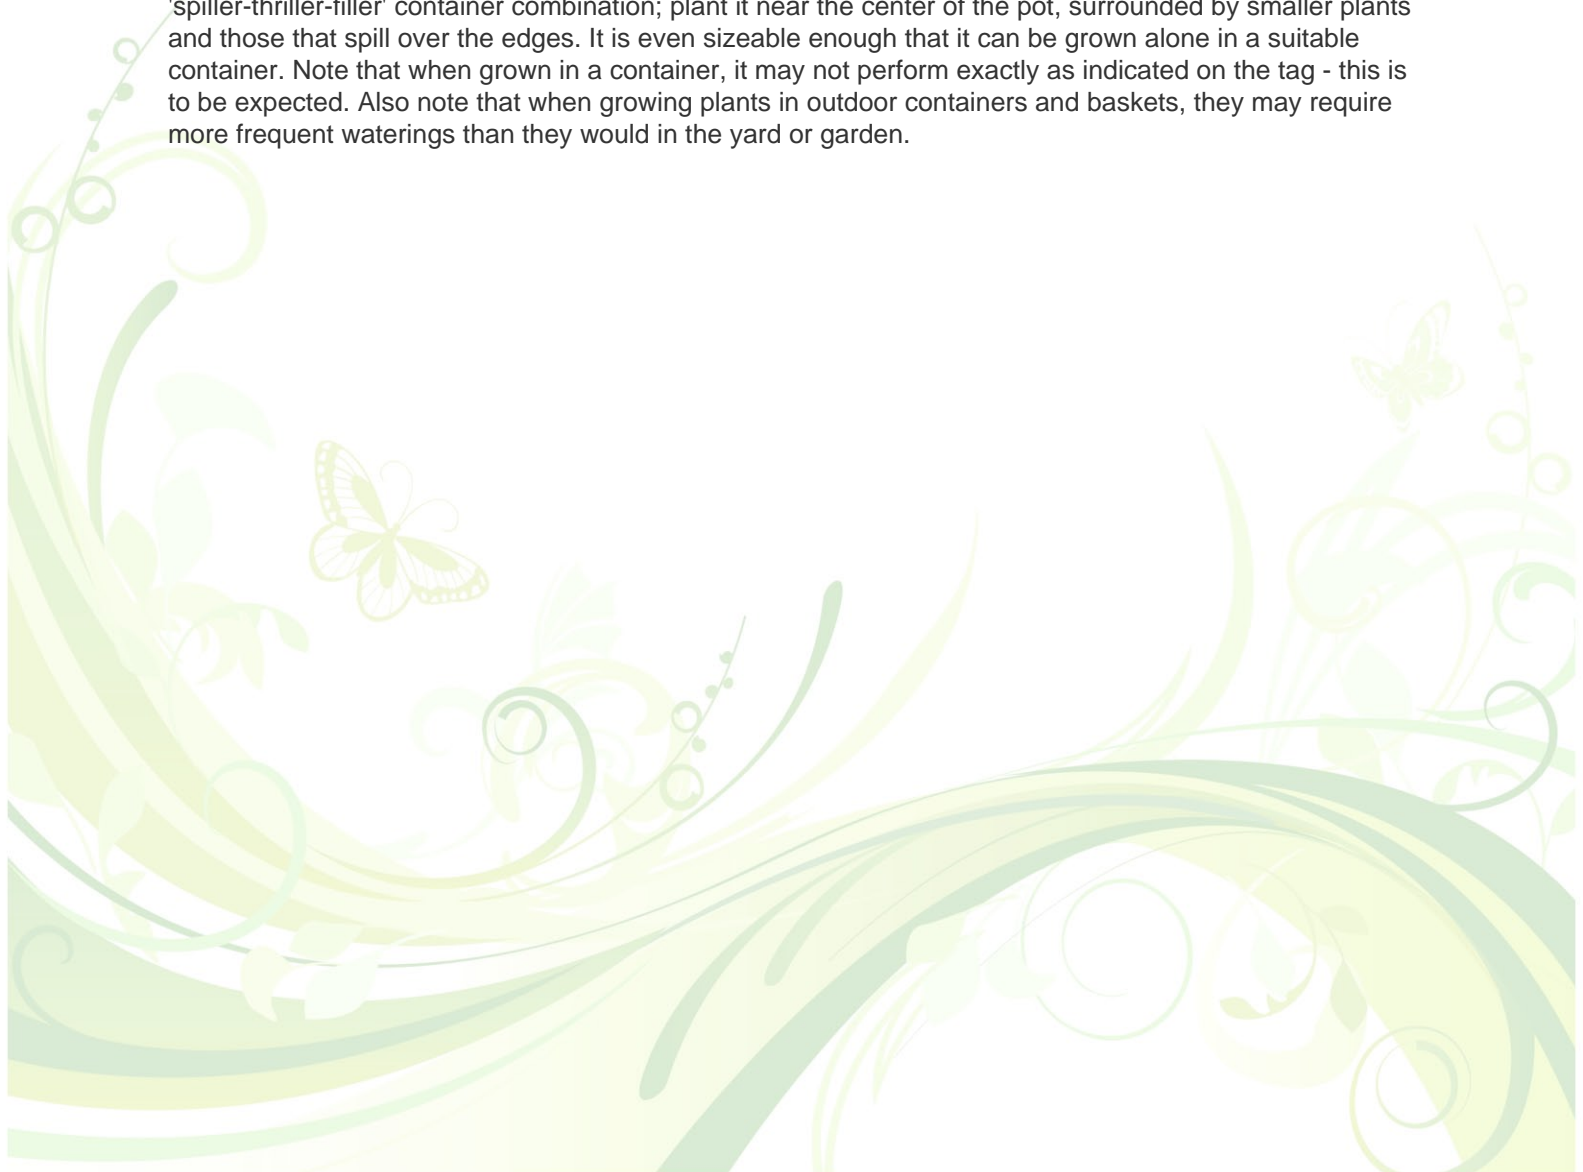 'spiller-thriller-filler' container combination; plant it near the center of the pot, surrounded by smaller plants
and those that spill over the edges. It is even sizeable enough that it can be grown alone in a suitable
container. Note that when grown in a container, it may not perform exactly as indicated on the tag - this is
to be expected. Also note that when growing plants in outdoor containers and baskets, they may require
more frequent waterings than they would in the yard or garden.